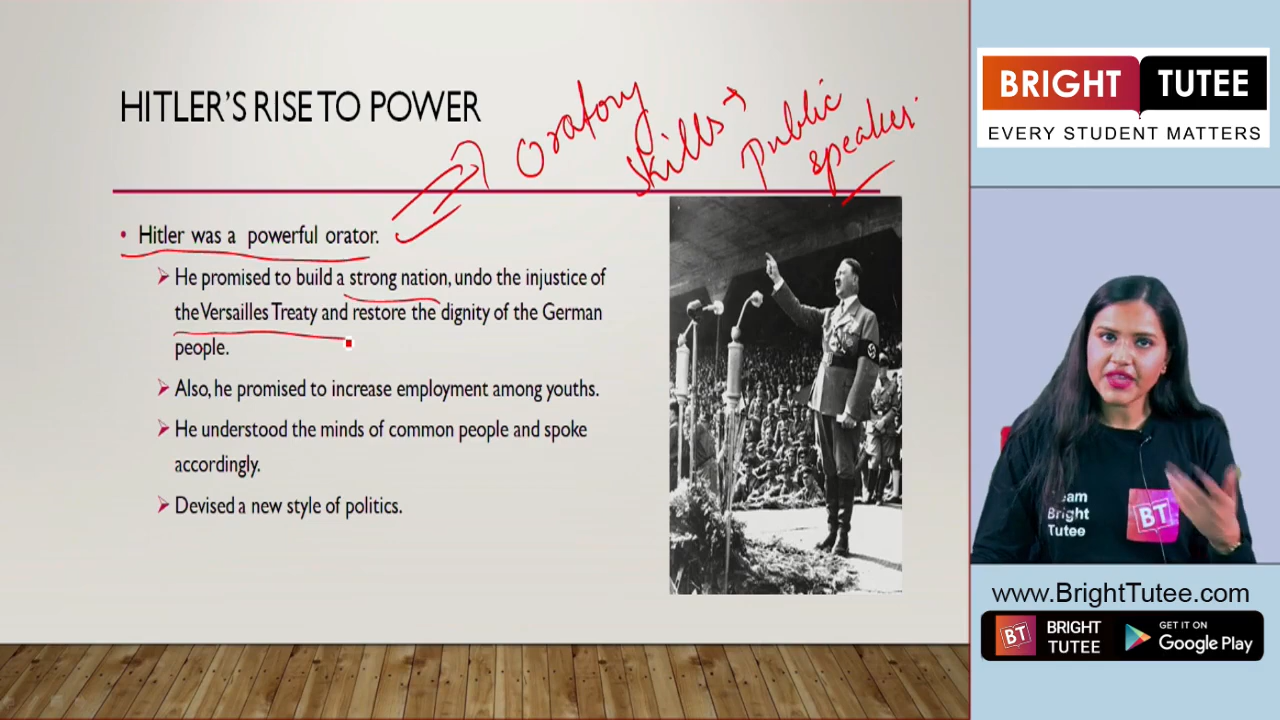 HITLER'S RISE TO POWER
Oratory
skills →
public
speaker.
• Hitler was a powerful orator.
➤ He promised to build a strong nation, undo the injustice of
the Versailles Treaty and restore the dignity of the German
people.
➤ Also, he promised to increase employment among youths.
➤ He understood the minds of common people and spoke
accordingly.
➤ Devised a new style of politics.
BRIGHT TUTEE
EVERY STUDENT MATTERS
Team
Bright
Tutee
BT
www.BrightTutee.com
BT
BRIGHT
TUTEE
GET IT ON
Google Play